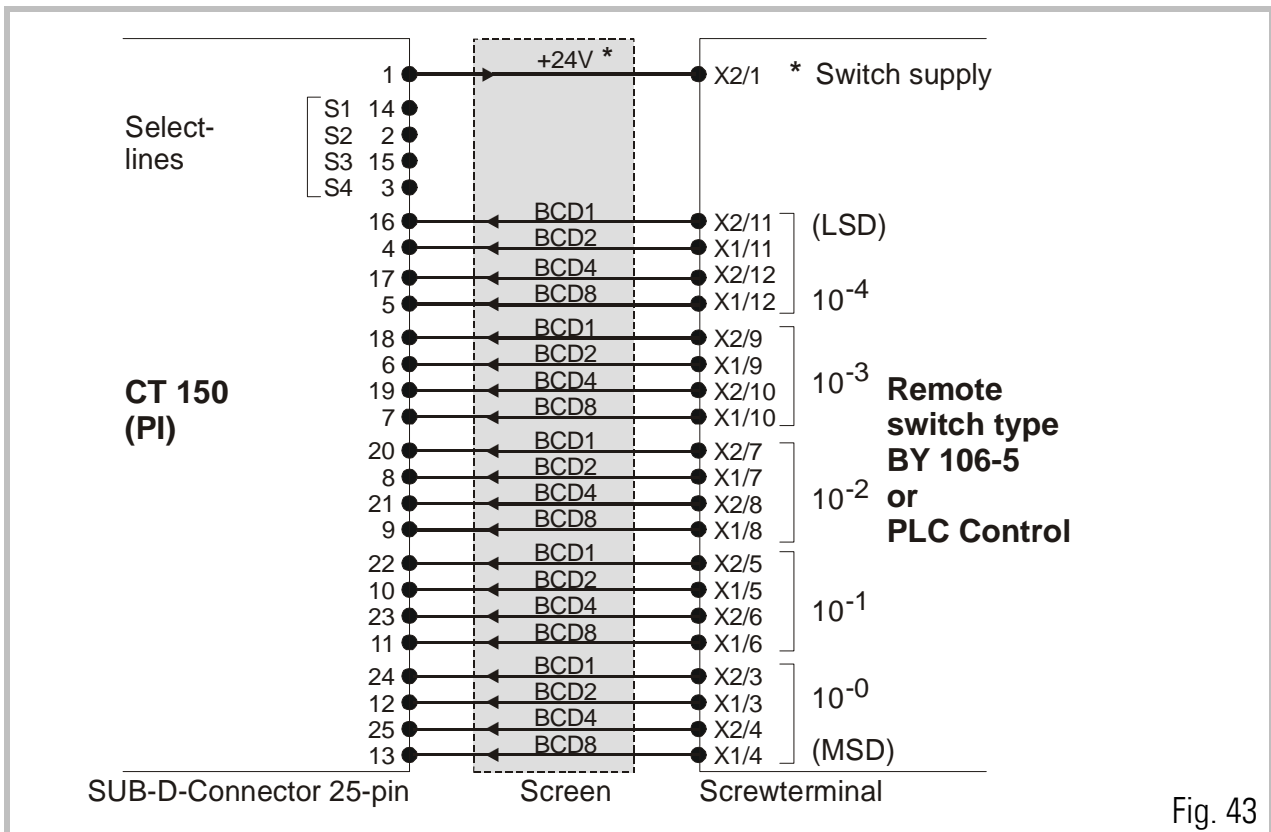 1 +24V * X2/1 * Switch supply
Select-
lines
S1 14
S2 2
S3 15
S4 3
16 BCD1 X2/11 (LSD)
4 BCD2 X1/11
17 BCD4 X2/12
5 BCD8 X1/12 10-4
18 BCD1 X2/9
6 BCD2 X1/9
19 BCD4 X2/10 10-3
7 BCD8 X1/10
CT 150
(PI)
Remote
switch type
BY 106-5
or
PLC Control
20 BCD1 X2/7
8 BCD2 X1/7
21 BCD4 X2/8 10-2
9 BCD8 X1/8
22 BCD1 X2/5
10 BCD2 X1/5
23 BCD4 X2/6 10-1
11 BCD8 X1/6
24 BCD1 X2/3
12 BCD2 X1/3 10-0
25 BCD4 X2/4
13 BCD8 X1/4 (MSD)
SUB-D-Connector 25-pin Screen Screwterminal
Fig. 43